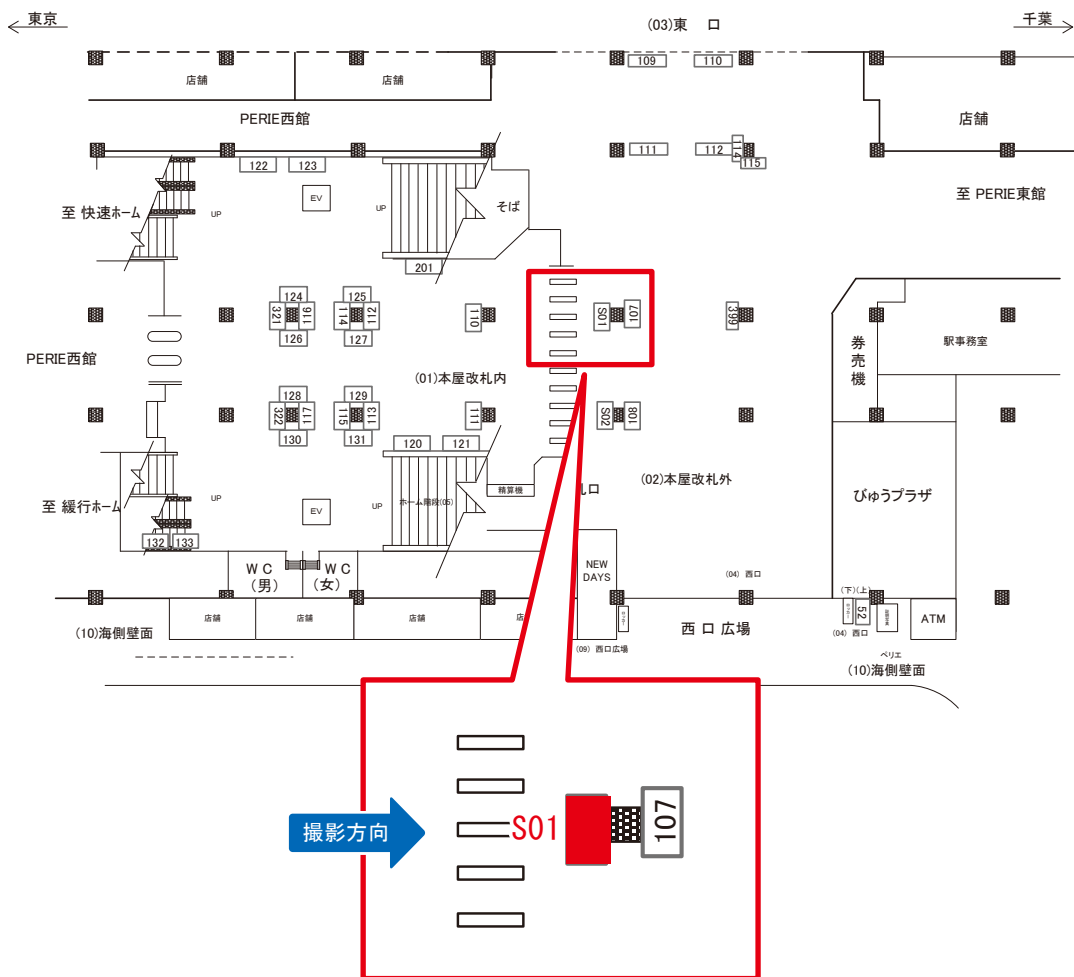 東京
(03)東 口
千葉
109
110
店舗
店舗
PERIE西館
店舗
111
112
114
115
122
123
至 快速ホーム
UP
EV
UP
そば
至 PERIE東館
201
124
125
321
116
114
112
110
S01
107
399
126
127
PERIE西館
券売機
駅事務室
(01)本屋改札内
128
129
322
117
115
113
111
S02
108
130
131
120
121
(02)本屋改札外
至 緩行ホーム
UP
EV
UP
ホーム階段(05)
精算機
札口
びゅうプラザ
132
133
WC
(男)
WC
(女)
NEW
DAYS
(04) 西口
(下)(上)
52
(10)海側壁面
店舗
店舗
店舗
店
西 口 広場
(04) 西口
ATM
(09) 西口広場
ペリエ
(10)海側壁面
撮影方向
S01
107